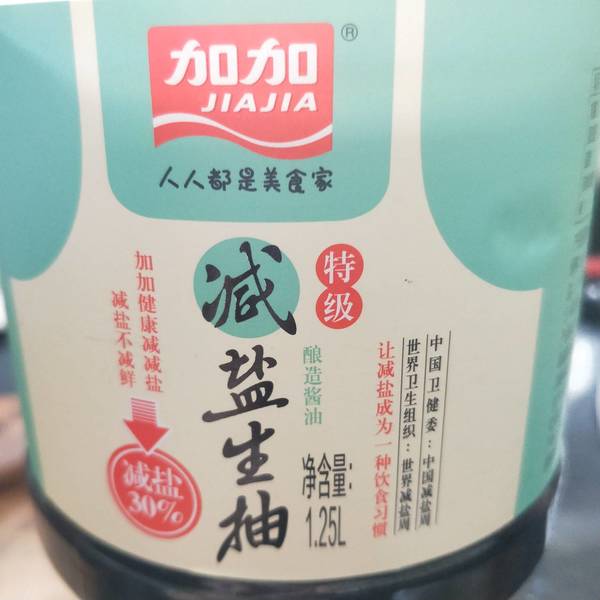 加加
®
JIAJIA
人人都是美食家
特级
减盐生抽
酿造酱油
净含量:
1.25L
加加健康减减盐
减盐不减鲜
减盐
30%
中国卫健委：中国减盐周
世界卫生组织：世界减盐周
让减盐成为一种饮食习惯